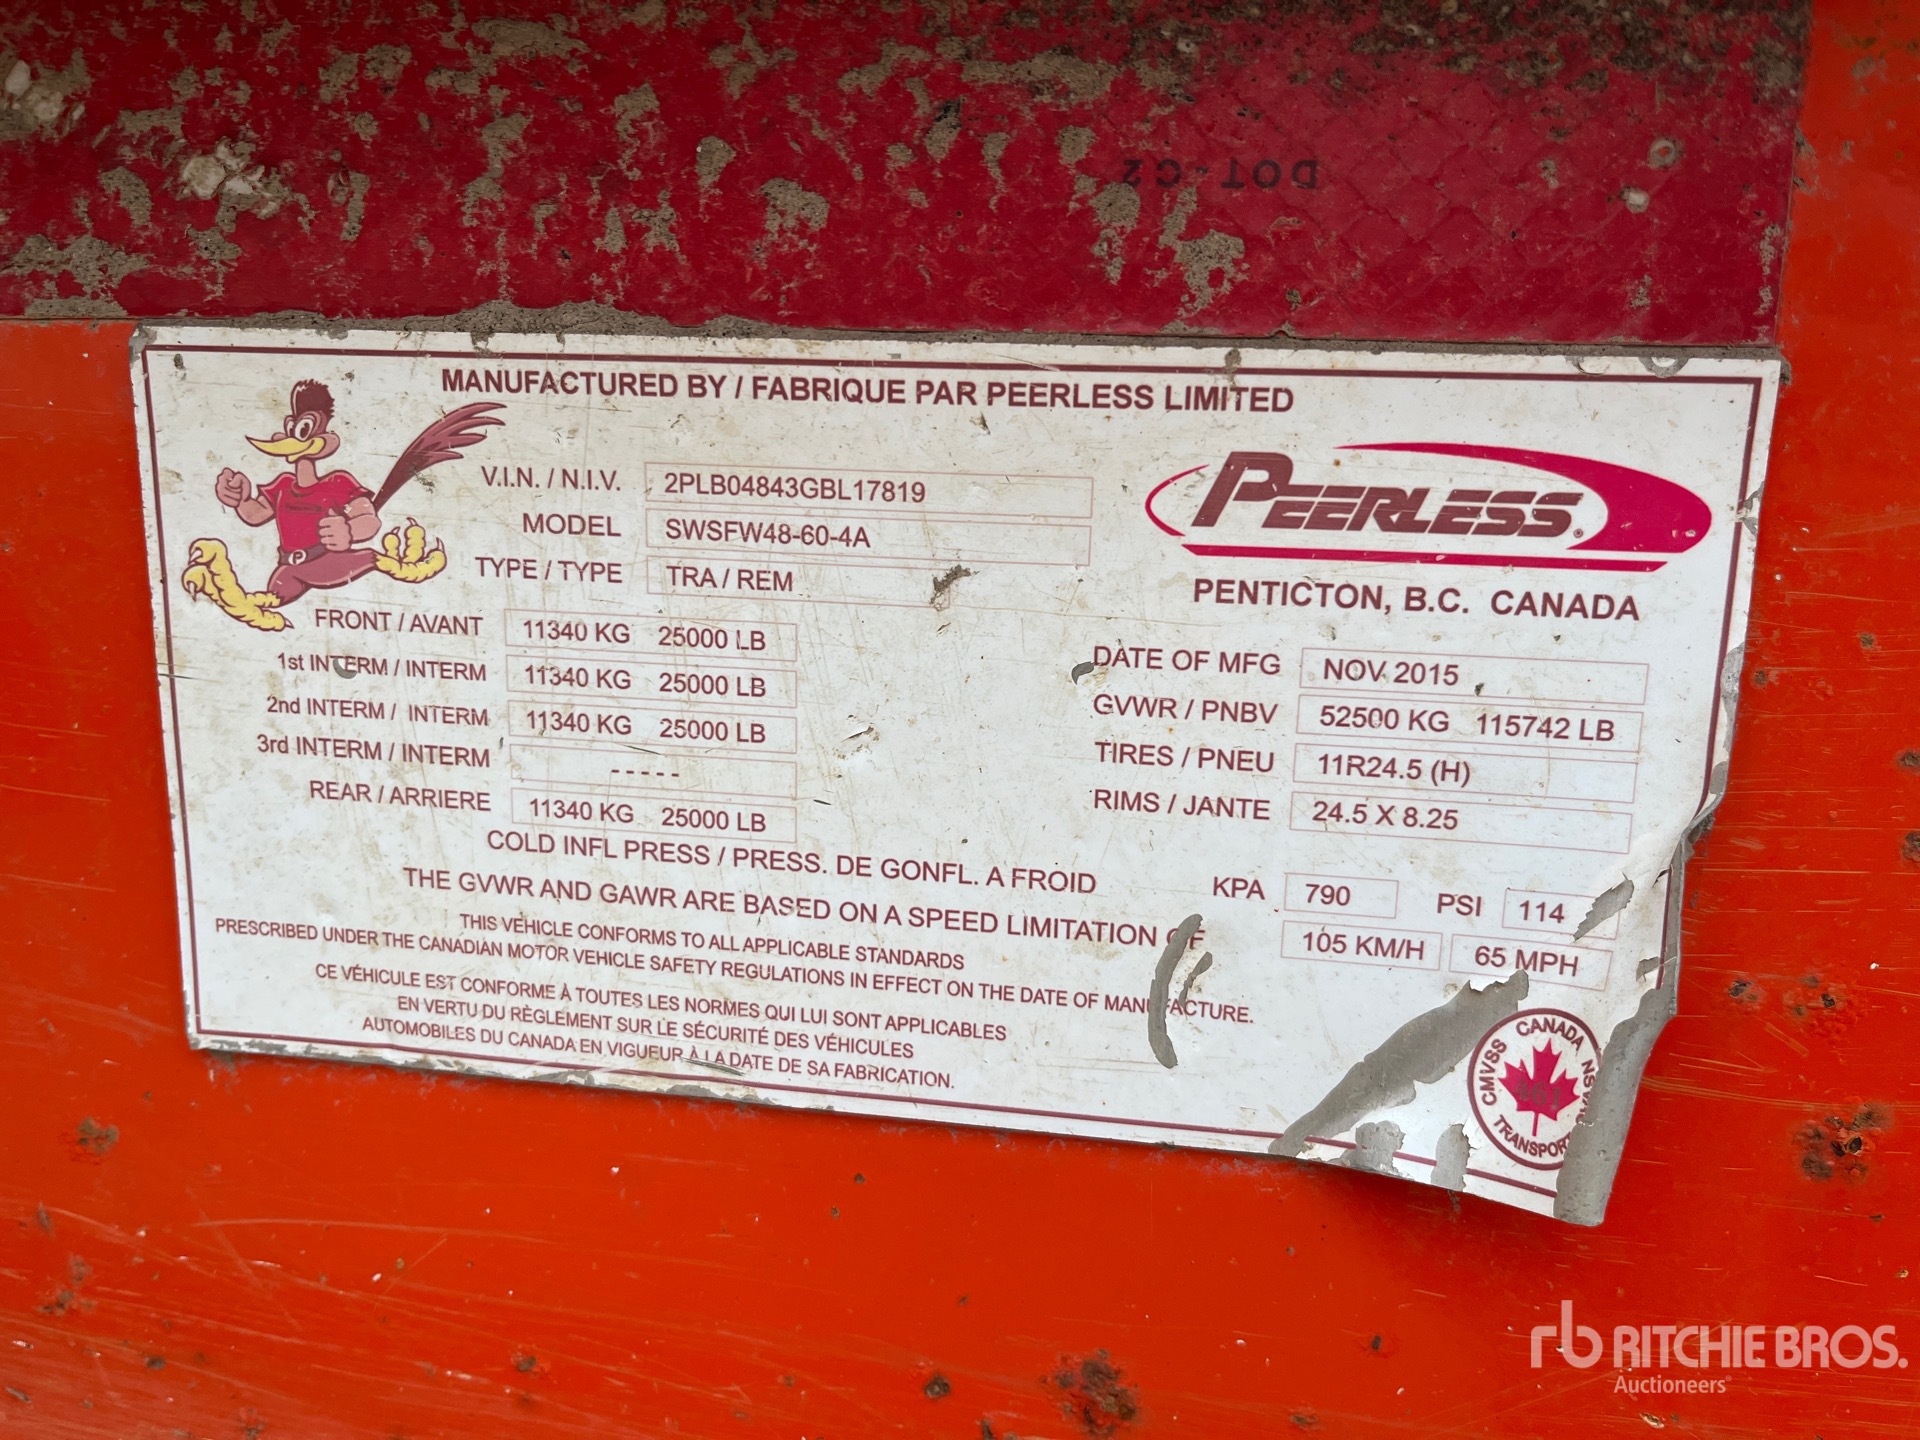 DOT-C2
MANUFACTURED BY / FABRIQUE PAR PEERLESS LIMITED
V.I.N. / N.I.V. 2PLB04843GBL17819
MODEL SWSFW48-60-4A
TYPE / TYPE TRA / REM
PEERLESS
PENTICTON, B.C. CANADA
FRONT / AVANT 11340 KG 25000 LB
1st INTERM / INTERM 11340 KG 25000 LB
2nd INTERM / INTERM 11340 KG 25000 LB
3rd INTERM / INTERM -----
REAR / ARRIERE 11340 KG 25000 LB
DATE OF MFG NOV 2015
GVWR / PNBV 52500 KG 115742 LB
TIRES / PNEU 11R24.5 (H)
RIMS / JANTE 24.5 X 8.25
COLD INFL PRESS / PRESS. DE GONFL. A FROID KPA 790 PSI 114
THE GVWR AND GAWR ARE BASED ON A SPEED LIMITATION OF 105 KM/H 65 MPH
THIS VEHICLE CONFORMS TO ALL APPLICABLE STANDARDS
PRESCRIBED UNDER THE CANADIAN MOTOR VEHICLE SAFETY REGULATIONS IN EFFECT ON THE DATE OF MANUFACTURE.
CE VÉHICULE EST CONFORME À TOUTES LES NORMES QUI LUI SONT APPLICABLES
EN VERTU DU RÈGLEMENT SUR LE SÉCURITÉ DES VÉHICULES
AUTOMOBILES DU CANADA EN VIGUEUR À LA DATE DE SA FABRICATION.
CANADA
CMVSS
NSVAC
TRANSPORT
rb RITCHIE BROS.
Auctioneers